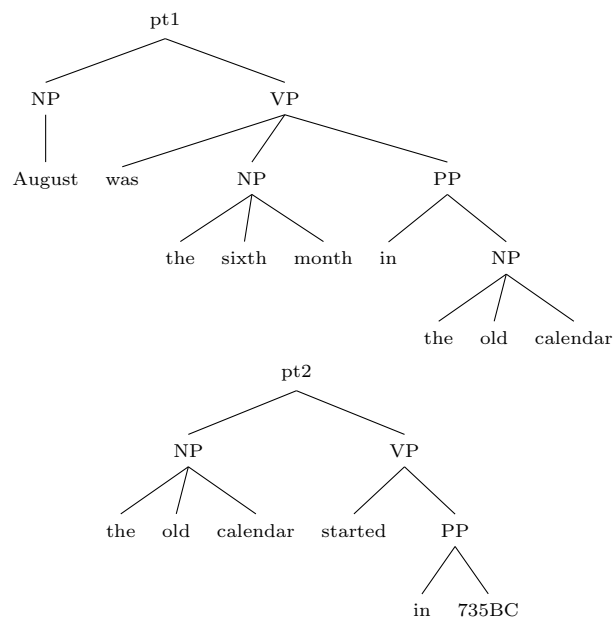 pt1
NP VP
August was NP PP
the sixth month in NP
the old calendar
pt2
NP VP
the old calendar started PP
in 735BC